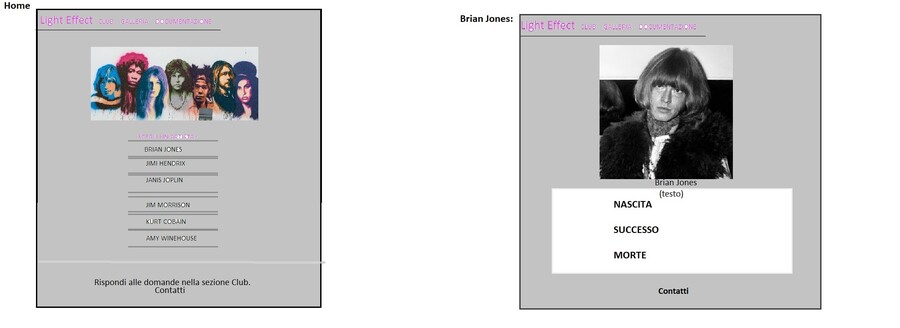 Home
Light Effect CLUB GALLERIA DOCUMENTAZIONE
BRIAN JONES
JIMI HENDRIX
JANIS JOPLIN
JIM MORRISON
KURT COBAIN
AMY WINEHOUSE
Rispondi alle domande nella sezione Club.
Contatti
Brian Jones:
Light Effect CLUB GALLERIA DOCUMENTAZIONE
Brian Jones
(testo)
NASCITA
SUCCESSO
MORTE
Contatti